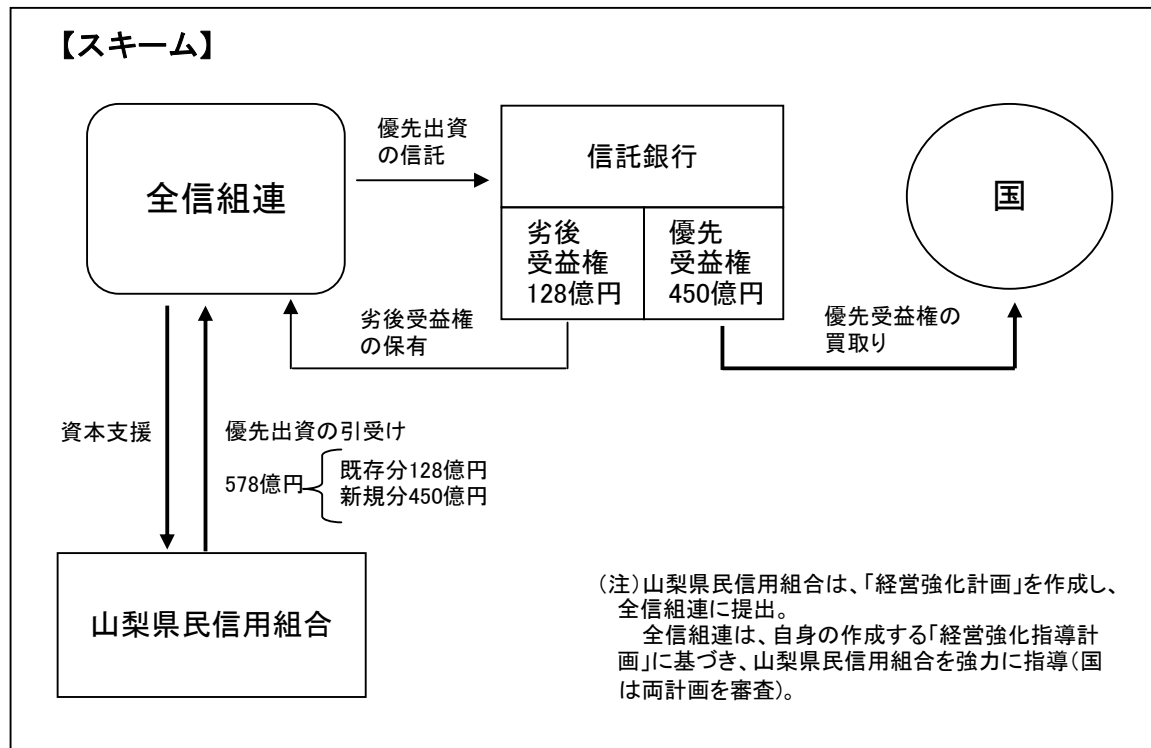 【スキーム】
全信組連
優先出資
の信託
信託銀行
劣後
受益権
128億円
優先
受益権
450億円
国
劣後受益権
の保有
優先受益権の
買取り
資本支援
優先出資の引受け
578億円
既存分128億円
新規分450億円
山梨県民信用組合
（注）山梨県民信用組合は、「経営強化計画」を作成し、
全信組連に提出。
全信組連は、自身の作成する「経営強化指導計
画」に基づき、山梨県民信用組合を強力に指導（国
は両計画を審査）。